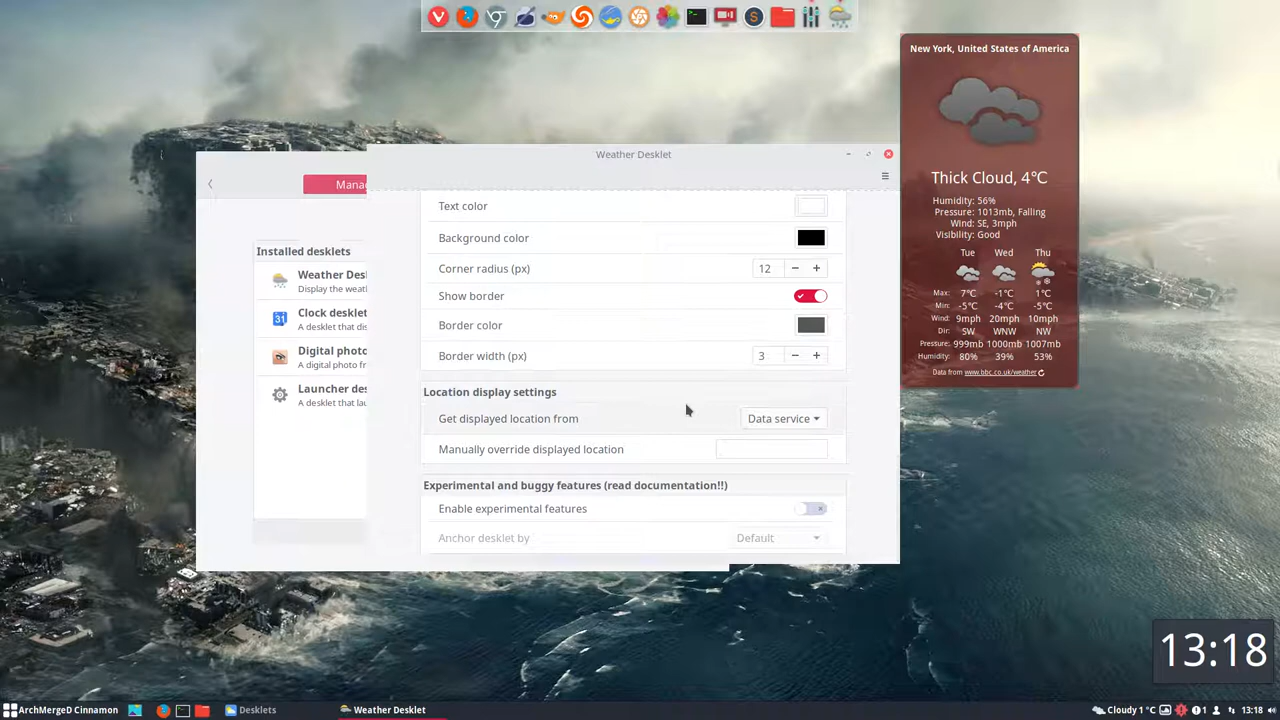 New York, United States of America
Thick Cloud, 4℃
Humidity: 56%
Pressure: 1013mb, Falling
Wind: SE, 3mph
Visibility: Good
Tue Wed Thu
Max: 7℃ -1℃ 1℃
Min: -5℃ -4℃ -5℃
Wind: 9mph 20mph 10mph
Dir: SW WNW NW
Pressure: 999mb 1000mb 1007mb
Humidity: 80% 39% 53%
Data from www.bbc.co.uk/weather
Weather Desklet
Mana
Installed desklets
Weather Des
Display the weat
31
Clock desklet
A desklet that dis
Digital photo
A digital photo fr
Launcher des
A desklet that lau
Text color
Background color
Corner radius (px) 12 − +
Show border
Border color
Border width (px) 3 − +
Location display settings
Get displayed location from Data service
Manually override displayed location
Experimental and buggy features (read documentation!!)
Enable experimental features
Anchor desklet by Default
13:18
ArchMergeD Cinnamon
Desklets
Weather Desklet
Cloudy 1 °C
1
13:18